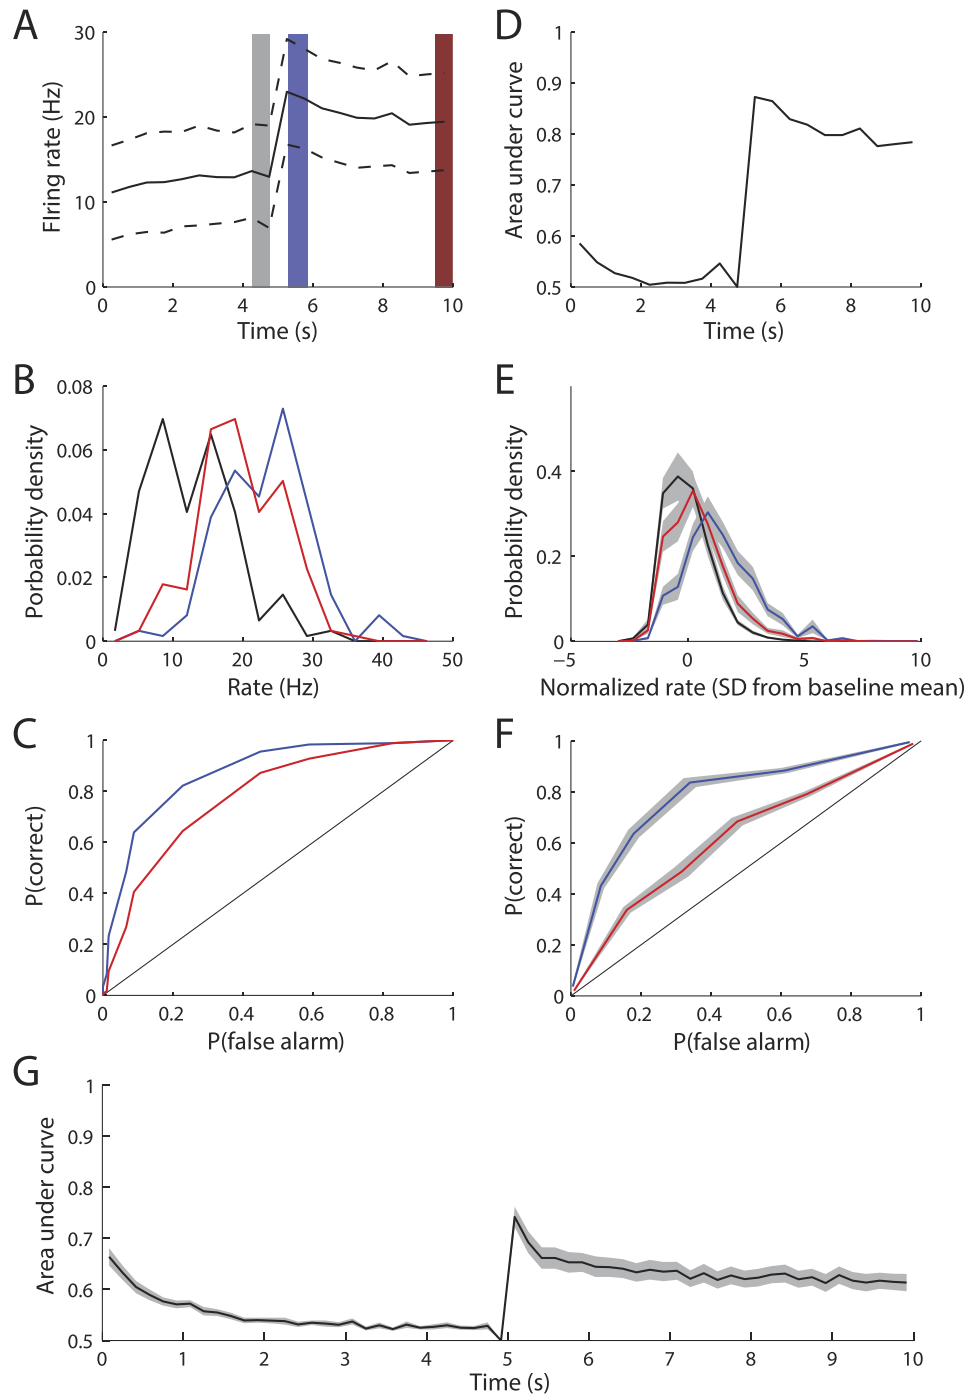 A
30
20
10
0
FIring rate (Hz)
0 2 4 6 8 10
Time (s)
D
1
0.9
0.8
0.7
0.6
0.5
Area under curve
0 2 4 6 8 10
Time (s)
B
0.08
0.06
0.04
0.02
0
Porbability density
0 10 20 30 40 50
Rate (Hz)
E
0.4
0.2
0
Probability density
−5 0 5 10
Normalized rate (SD from baseline mean)
C
1
0.8
0.6
0.4
0.2
0
P(correct)
0 0.2 0.4 0.6 0.8 1
P(false alarm)
F
1
0.8
0.6
0.4
0.2
0
P(correct)
0 0.2 0.4 0.6 0.8 1
P(false alarm)
G
1
0.9
0.8
0.7
0.6
0.5
Area under curve
0 1 2 3 4 5 6 7 8 9 10
Time (s)